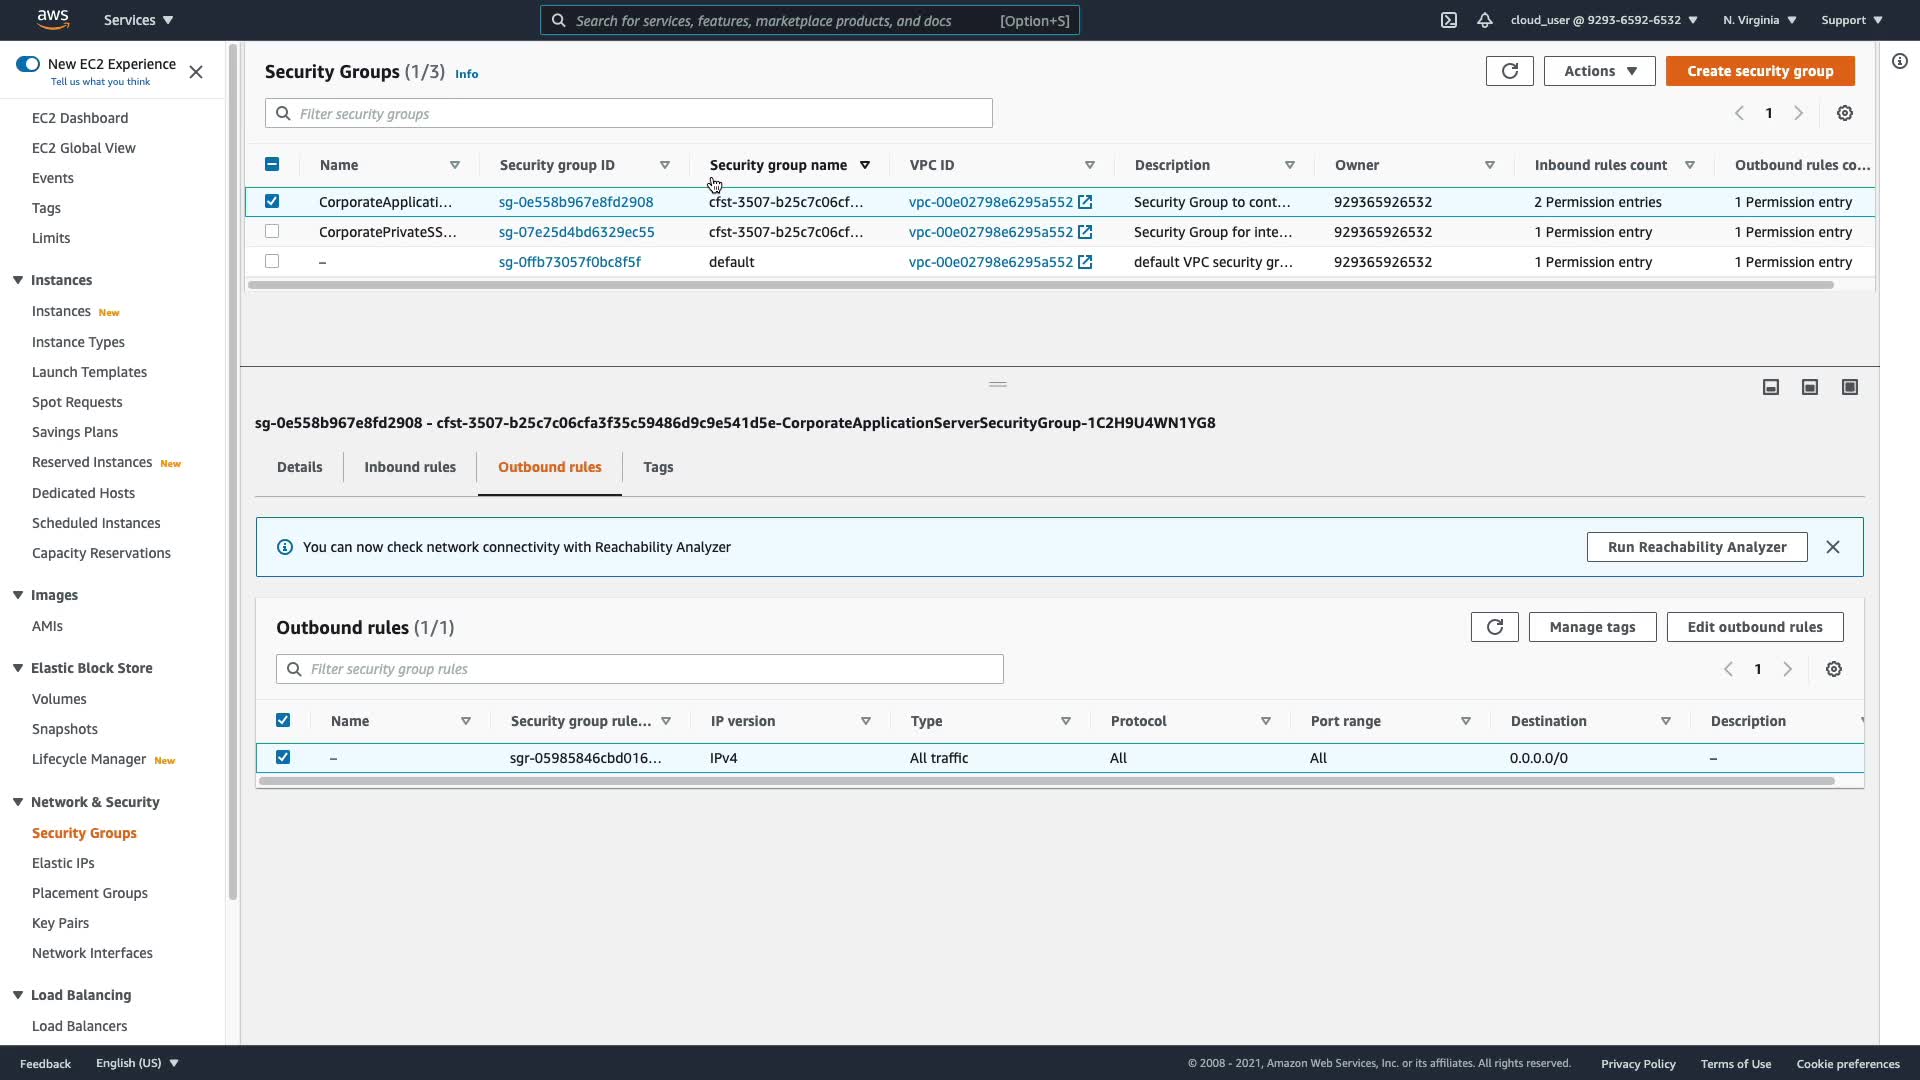 aws
Services
Search for services, features, marketplace products, and docs [Option+S]
cloud_user @ 9293-6592-6532
N. Virginia
Support
New EC2 Experience
Tell us what you think
EC2 Dashboard
EC2 Global View
Events
Tags
Limits
Instances
Instances New
Instance Types
Launch Templates
Spot Requests
Savings Plans
Reserved Instances New
Dedicated Hosts
Scheduled Instances
Capacity Reservations
Images
AMIs
Elastic Block Store
Volumes
Snapshots
Lifecycle Manager New
Network & Security
Security Groups
Elastic IPs
Placement Groups
Key Pairs
Network Interfaces
Load Balancing
Load Balancers
Security Groups (1/3) Info
Actions
Create security group
Filter security groups
1
Name Security group ID Security group name VPC ID Description Owner Inbound rules count Outbound rules co...
CorporateApplicati... sg-0e558b967e8fd2908 cfst-3507-b25c7c06cf... vpc-00e02798e6295a552 Security Group to cont... 929365926532 2 Permission entries 1 Permission entry
CorporatePrivateSS... sg-07e25d4bd6329ec55 cfst-3507-b25c7c06cf... vpc-00e02798e6295a552 Security Group for inte... 929365926532 1 Permission entry 1 Permission entry
– sg-0ffb73057f0bc8f5f default vpc-00e02798e6295a552 default VPC security gr... 929365926532 1 Permission entry 1 Permission entry
sg-0e558b967e8fd2908 - cfst-3507-b25c7c06cfa3f35c59486d9c9e541d5e-CorporateApplicationServerSecurityGroup-1C2H9U4WN1YG8
Details Inbound rules Outbound rules Tags
You can now check network connectivity with Reachability Analyzer
Run Reachability Analyzer
Outbound rules (1/1)
Manage tags
Edit outbound rules
Filter security group rules
1
Name Security group rule... IP version Type Protocol Port range Destination Description
– sgr-05985846cbd016... IPv4 All traffic All All 0.0.0.0/0 –
Feedback
English (US)
© 2008 - 2021, Amazon Web Services, Inc. or its affiliates. All rights reserved.
Privacy Policy
Terms of Use
Cookie preferences